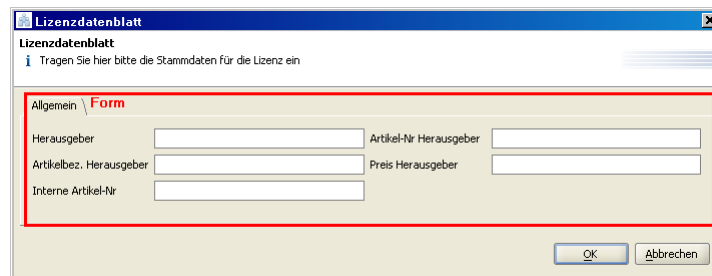 Lizenzdatenblatt
Lizenzdatenblatt
i Tragen Sie hier bitte die Stammdaten für die Lizenz ein
Allgemein Form
Herausgeber Artikel-Nr Herausgeber
Artikelbez. Herausgeber Preis Herausgeber
Interne Artikel-Nr
OK Abbrechen